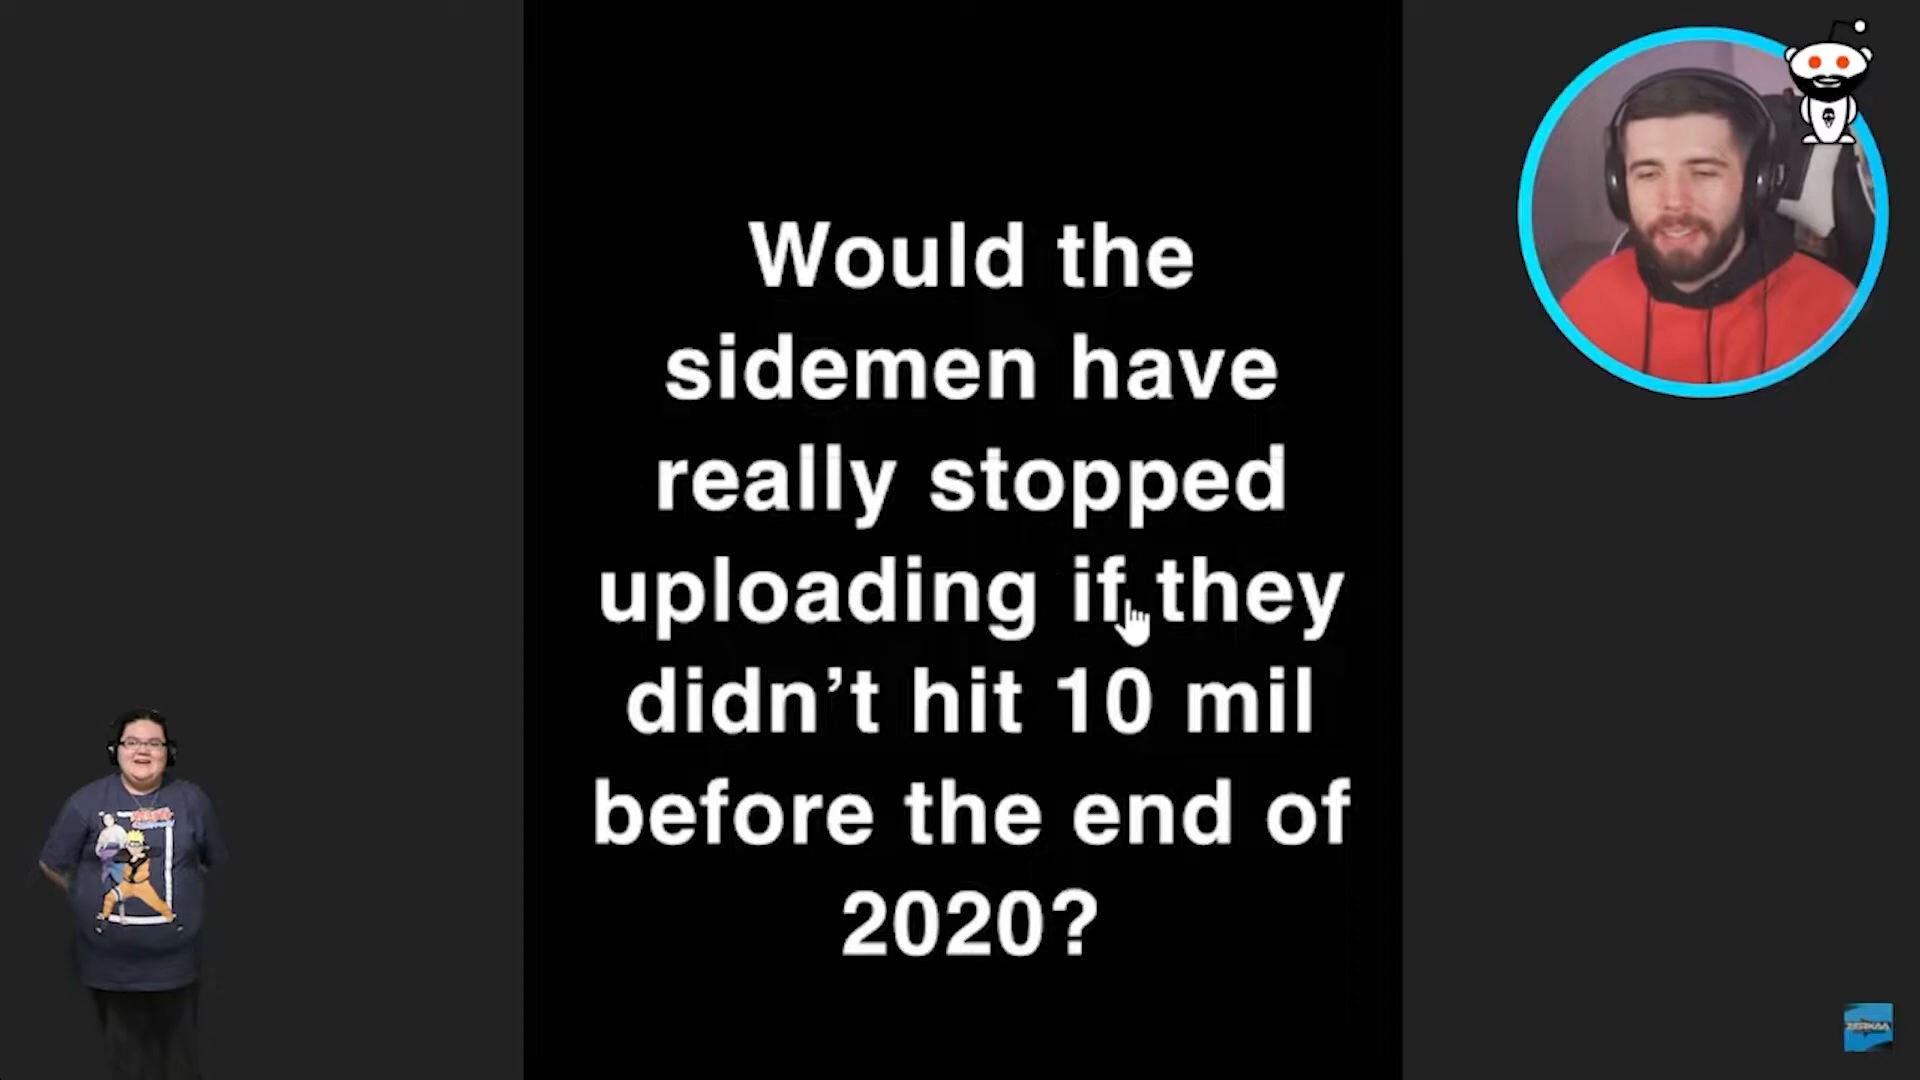 Would the
sidemen have
really stopped
uploading if they
didn’t hit 10 mil
before the end of
2020?